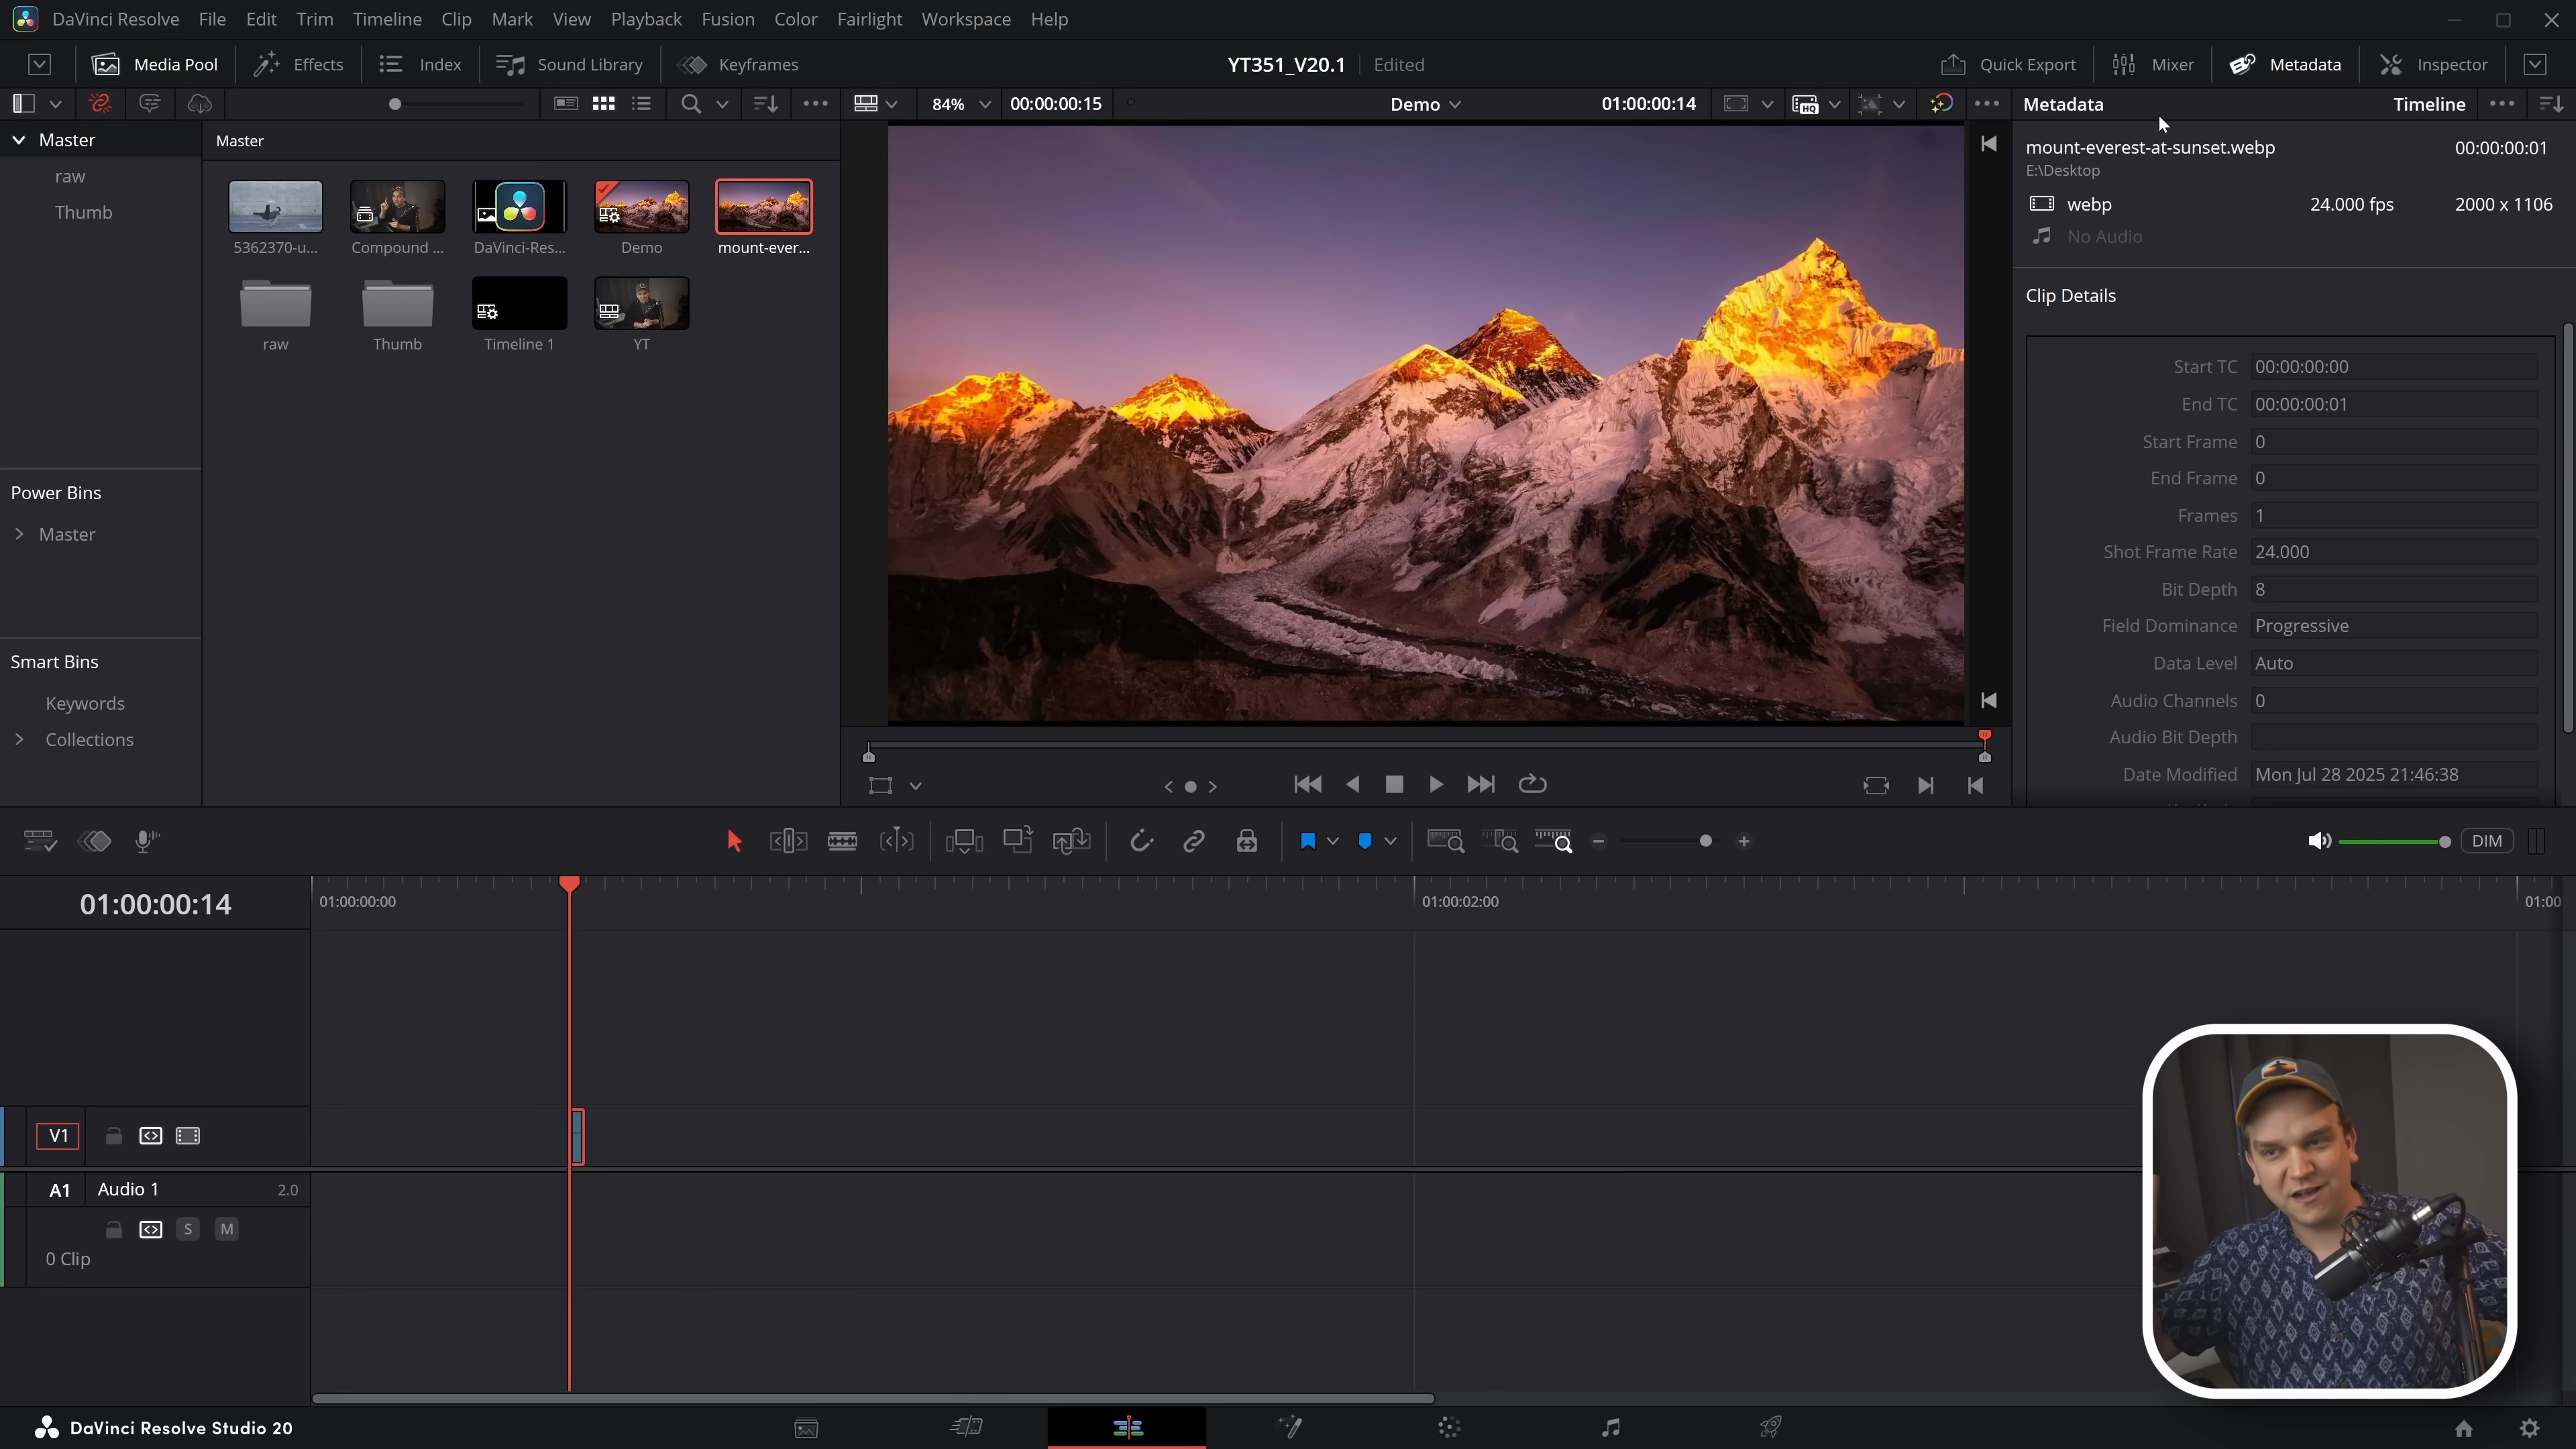 DaVinci Resolve File Edit Trim Timeline Clip Mark View Playback Fusion Color Fairlight Workspace Help
Media Pool Effects Index Sound Library Keyframes YT351_V20.1 Edited Quick Export Mixer Metadata Inspector
84% 00:00:00:15 Demo 01:00:00:14 HQ Metadata Timeline
Master
raw
Thumb
Power Bins
Master
Smart Bins
Keywords
Collections
Master
5362370-u... Compound ... DaVinci-Res... Demo mount-ever...
raw Thumb Timeline 1 YT
mount-everest-at-sunset.webp 00:00:00:01
E:\Desktop
webp 24.000 fps 2000 x 1106
No Audio
Clip Details
Start TC 00:00:00:00
End TC 00:00:00:01
Start Frame 0
End Frame 0
Frames 1
Shot Frame Rate 24.000
Bit Depth 8
Field Dominance Progressive
Data Level Auto
Audio Channels 0
Audio Bit Depth
Date Modified Mon Jul 28 2025 21:46:38
DIM
01:00:00:14 01:00:00:00 01:00:02:00 01:00
V1
A1 Audio 1 2.0
S M
0 Clip
DaVinci Resolve Studio 20